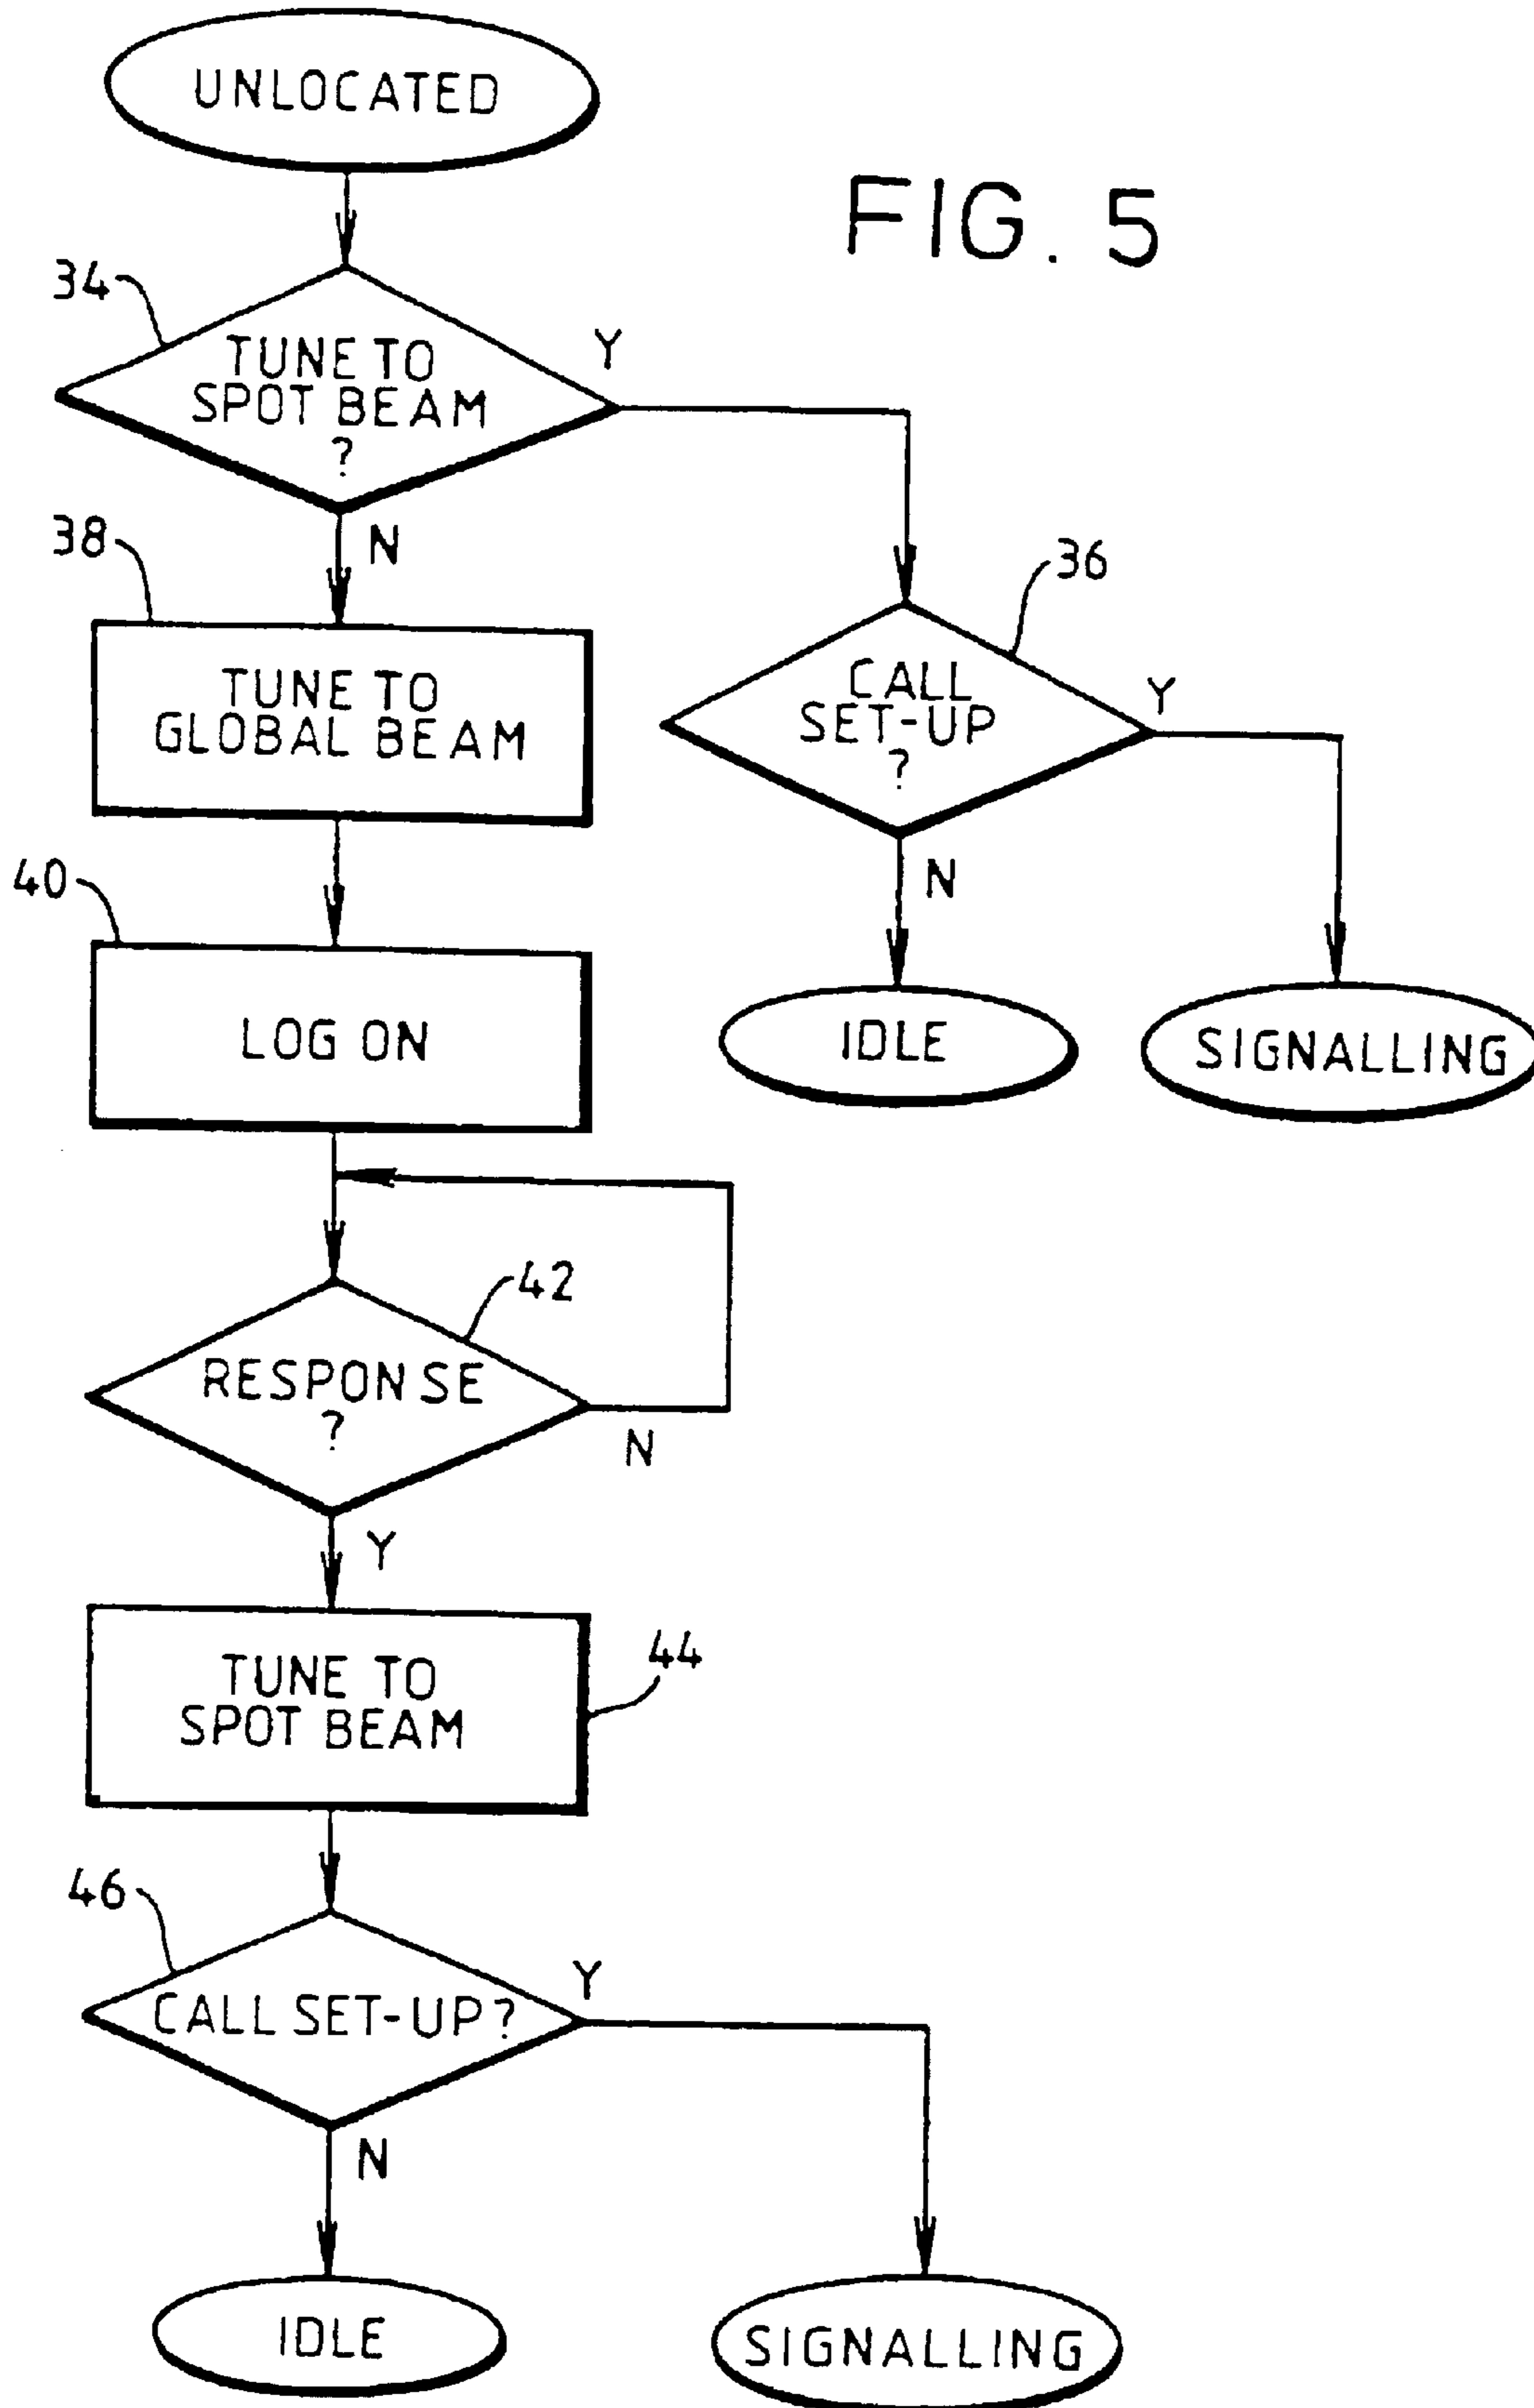 UNLOCATED
FIG. 5
34
TUNE TO
SPOT BEAM
?
Y
N
38
TUNE TO
GLOBAL BEAM
36
CALL
SET-UP
?
Y
N
40
LOG ON
IDLE
SIGNALLING
42
RESPONSE
?
N
Y
TUNE TO
SPOT BEAM
44
46
CALL SET-UP?
Y
N
IDLE
SIGNALLING